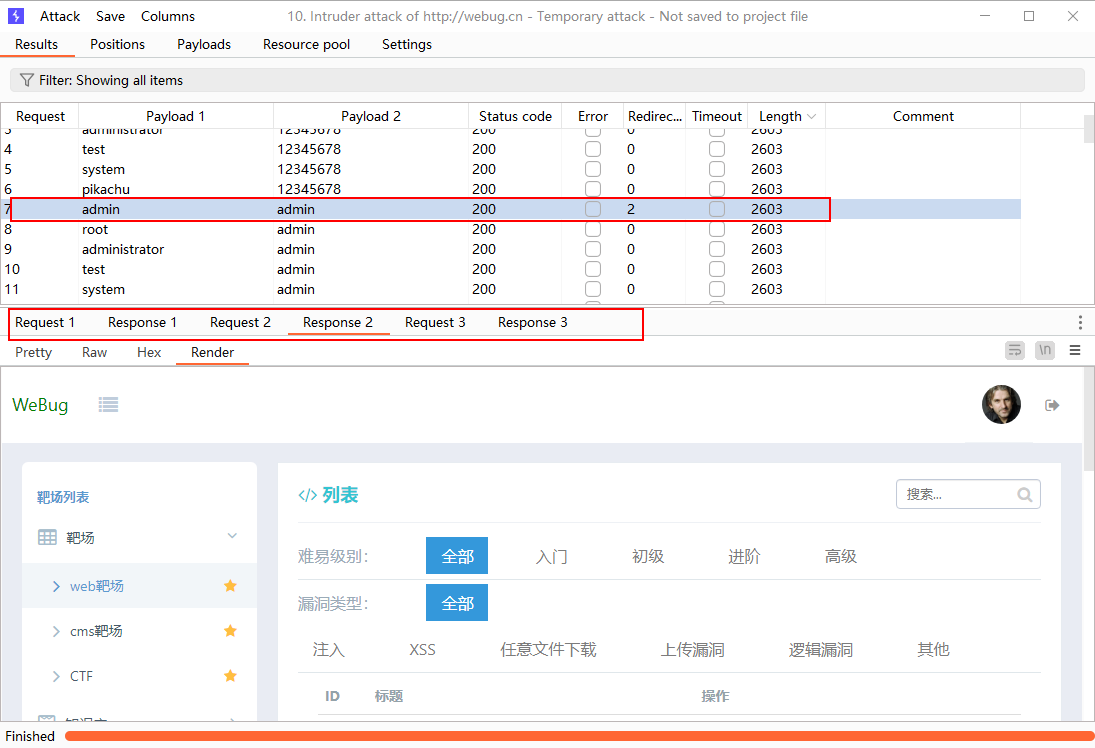 Attack Save Columns 10. Intruder attack of http://webug.cn - Temporary attack - Not saved to project file
Results Positions Payloads Resource pool Settings
Filter: Showing all items
Request Payload 1 Payload 2 Status code Error Redirec... Timeout Length Comment
3 administrator 12345678 200 0 2603
4 test 12345678 200 0 2603
5 system 12345678 200 0 2603
6 pikachu 12345678 200 0 2603
7 admin admin 200 2 2603
8 root admin 200 0 2603
9 administrator admin 200 0 2603
10 test admin 200 0 2603
11 system admin 200 0 2603
Request 1 Response 1 Request 2 Response 2 Request 3 Response 3
Pretty Raw Hex Render \n
WeBug
靶场列表
靶场
web靶场
cms靶场
CTF
</> 列表
搜索...
难易级别: 全部 入门 初级 进阶 高级
漏洞类型: 全部
注入 XSS 任意文件下载 上传漏洞 逻辑漏洞 其他
ID 标题 操作
Finished